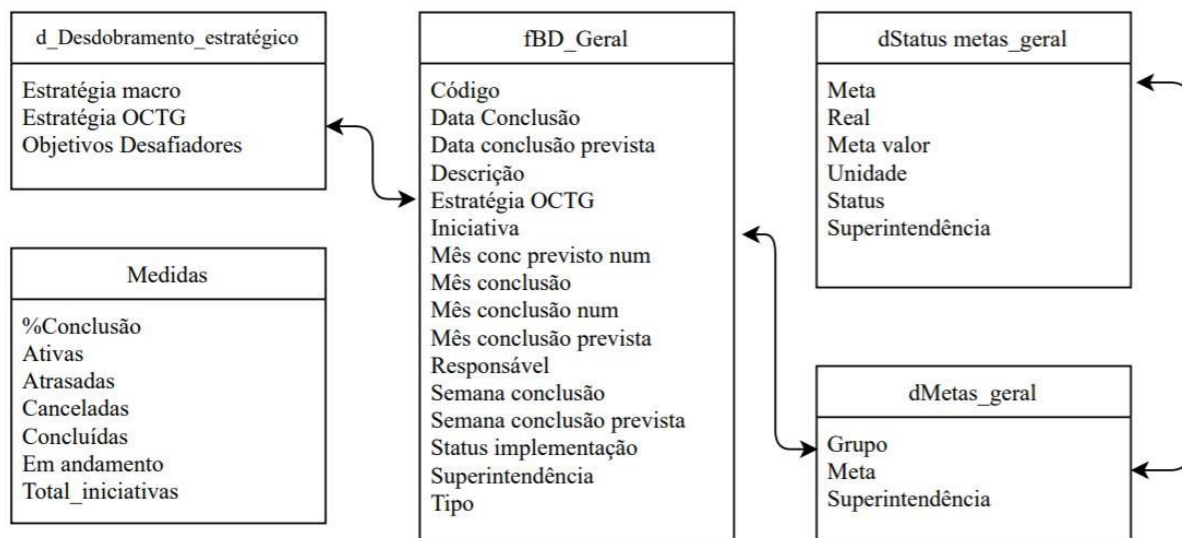 d_Desdobramento_estratégico
Estratégia macro
Estratégia OCTG
Objetivos Desafiadores
Medidas
%Conclusão
Ativas
Atrasadas
Canceladas
Concluídas
Em andamento
Total_iniciativas
fBD_Geral
Código
Data Conclusão
Data conclusão prevista
Descrição
Estratégia OCTG
Iniciativa
Mês conc previsto num
Mês conclusão
Mês conclusão num
Mês conclusão prevista
Responsável
Semana conclusão
Semana conclusão prevista
Status implementação
Superintendência
Tipo
dStatus metas_geral
Meta
Real
Meta valor
Unidade
Status
Superintendência
dMetas_geral
Grupo
Meta
Superintendência